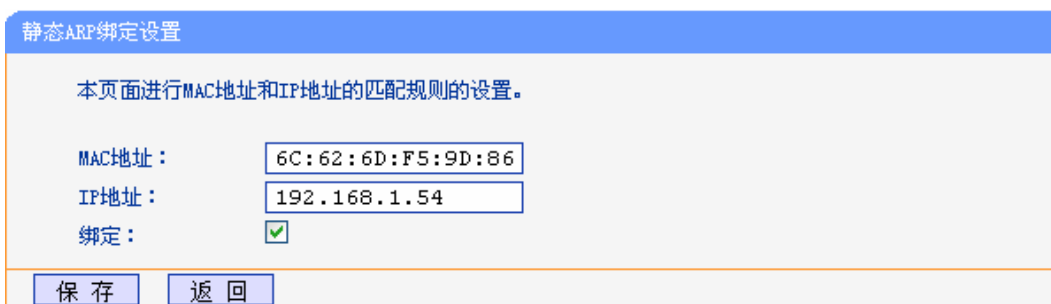 静态ARP绑定设置
本页面进行MAC地址和IP地址的匹配规则的设置。
MAC地址： 6C:62:6D:F5:9D:86
IP地址： 192.168.1.54
绑定：
保 存 返 回